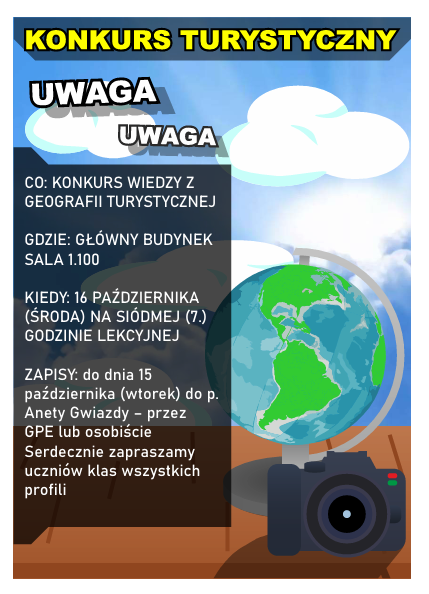 KONKURS TURYSTYCZNY
UWAGA
UWAGA
CO: KONKURS WIEDZY Z
GEOGRAFII TURYSTYCZNEJ
GDZIE: GŁÓWNY BUDYNEK
SALA 1.100
KIEDY: 16 PAŹDZIERNIKA
(ŚRODA) NA SIÓDMEJ (7.)
GODZINIE LEKCYJNEJ
ZAPISY: do dnia 15
października (wtorek) do p.
Anety Gwiazdy – przez
GPE lub osobiście
Serdecznie zapraszamy
uczniów klas wszystkich
profili